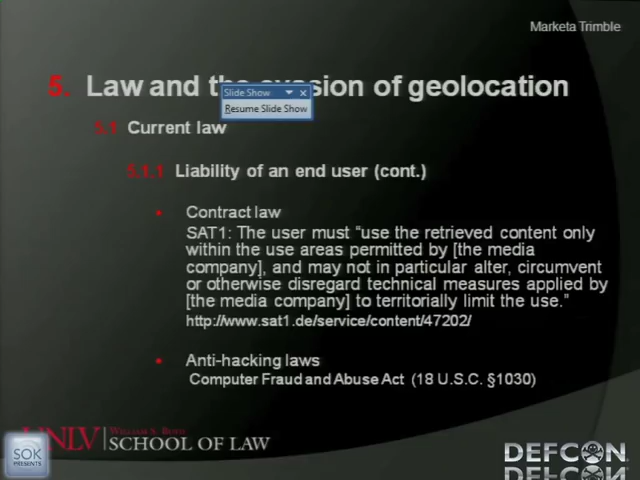 Marketa Trimble
5. Law and the evasion of geolocation
Slide Show
Resume Slide Show
5.1 Current law
5.1.1 Liability of an end user (cont.)
• Contract law
SAT1: The user must “use the retrieved content only
within the use areas permitted by [the media
company], and may not in particular alter, circumvent
or otherwise disregard technical measures applied by
[the media company] to territorially limit the use.”
http://www.sat1.de/service/content/47202/
• Anti-hacking laws
Computer Fraud and Abuse Act (18 U.S.C. §1030)
UNLV WILLIAM S. BOYD
SCHOOL OF LAW
SOK
PRESENTS
DEFCON